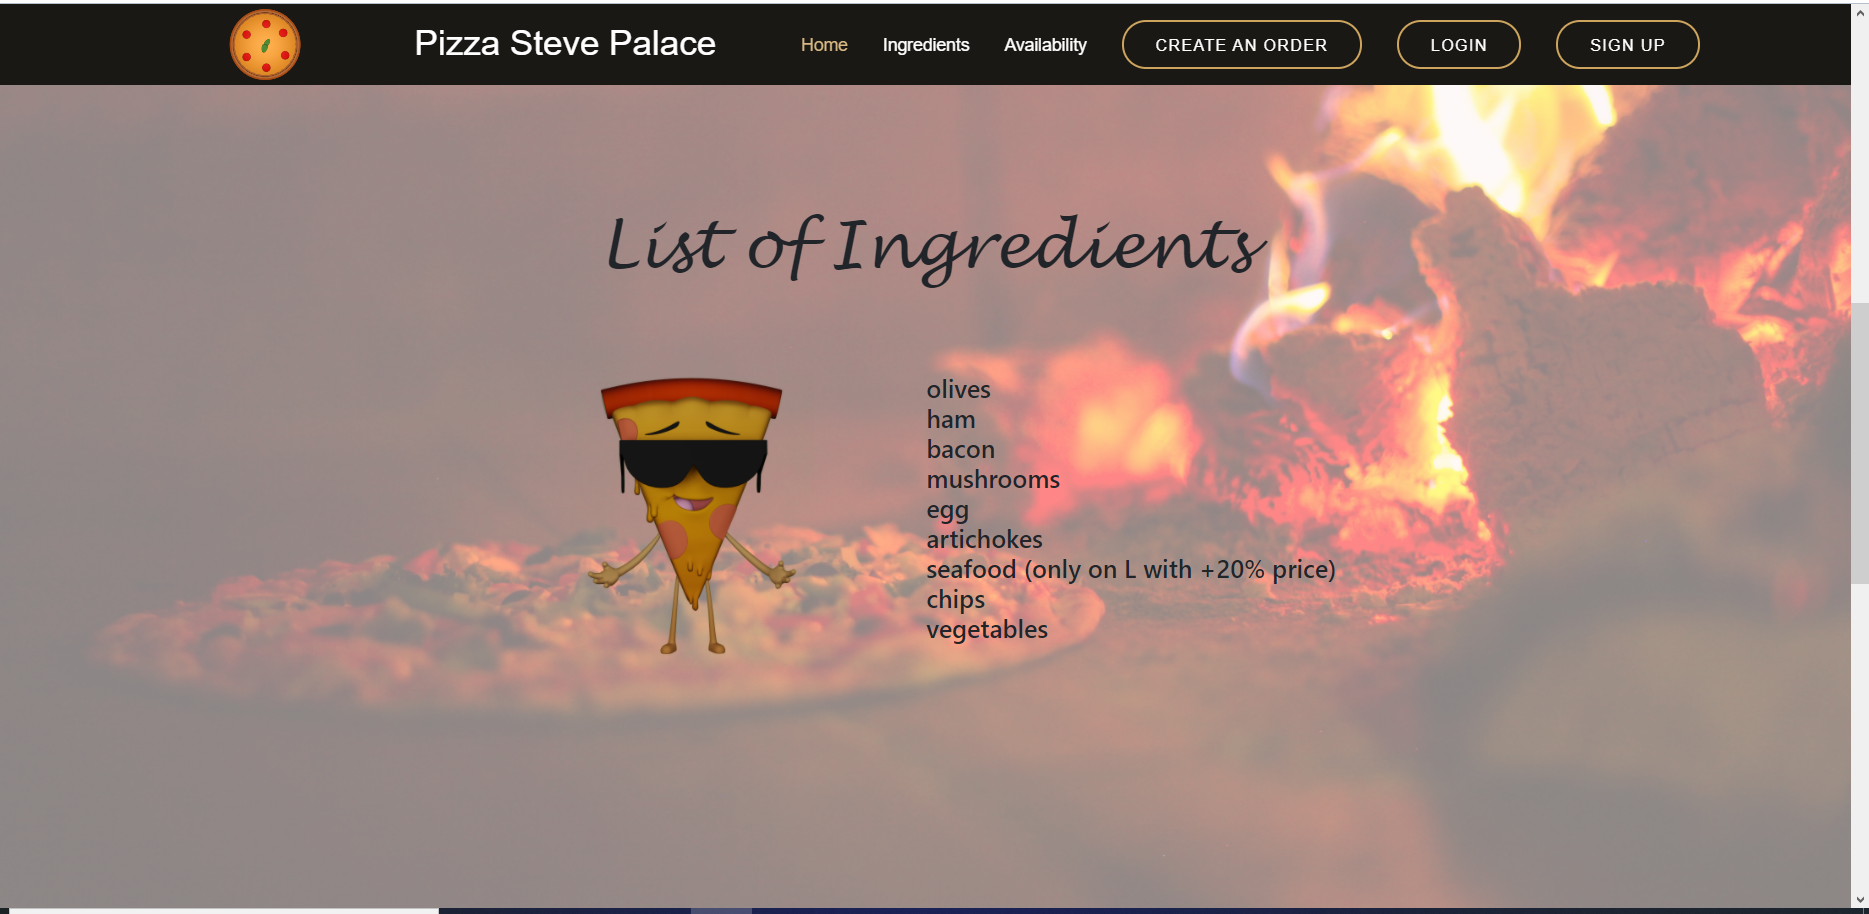 Pizza Steve Palace Home Ingredients Availability CREATE AN ORDER LOGIN SIGN UP
List of Ingredients
olives
ham
bacon
mushrooms
egg
artichokes
seafood (only on L with +20% price)
chips
vegetables